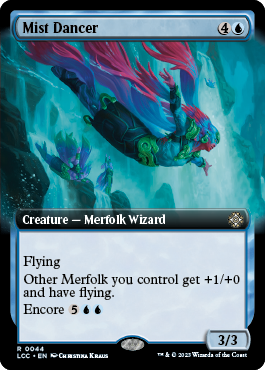 Mist Dancer 4
Creature — Merfolk Wizard
Flying
Other Merfolk you control get +1/+0
and have flying.
Encore 5
3/3
R 0044
LCC • EN Christina Kraus
™ & © 2023 Wizards of the Coast